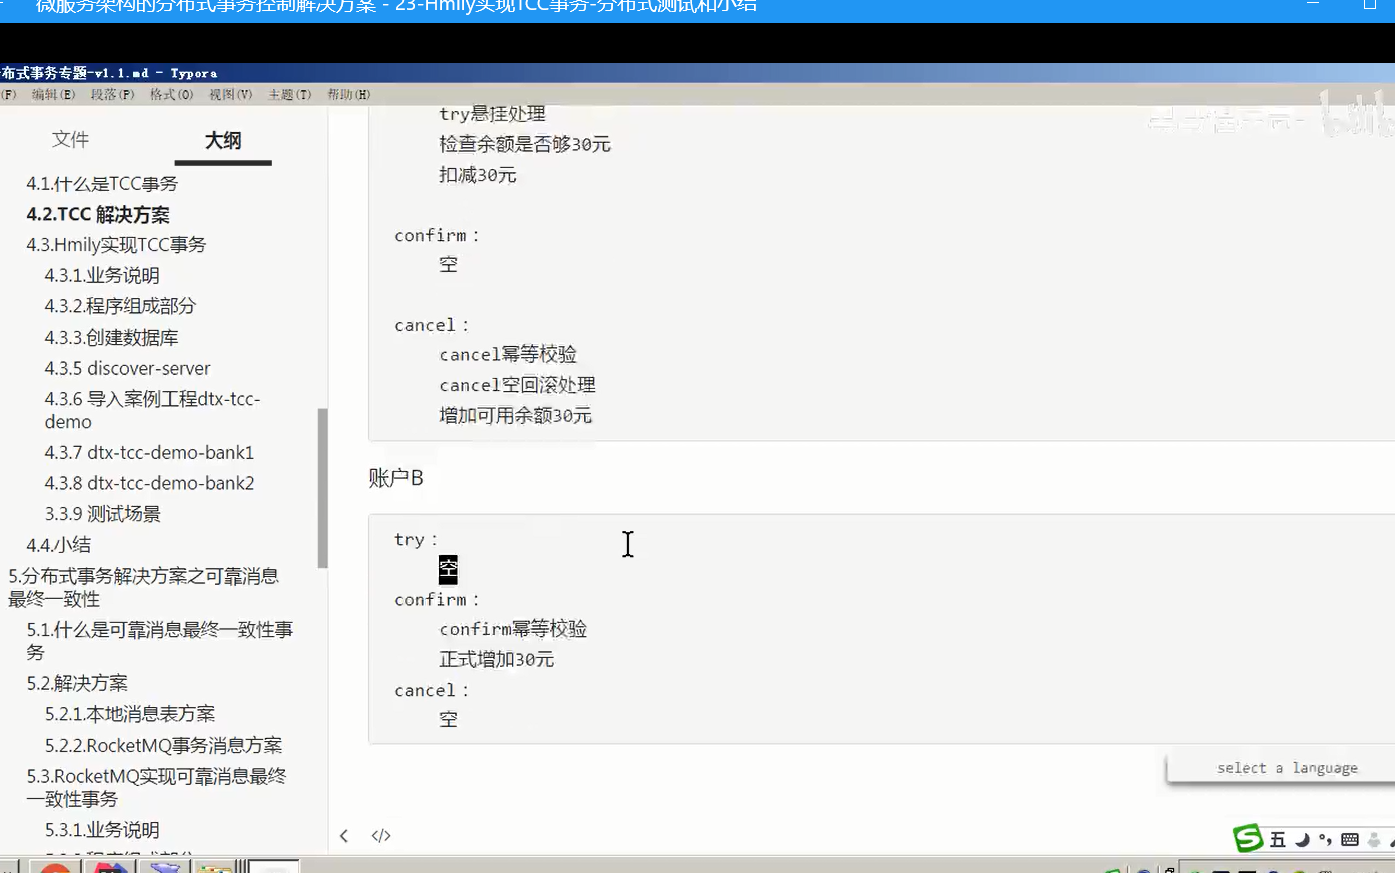 微服务架构的分布式事务控制解决方案 - 23-Hmily实现TCC事务-分布式测试和小结
布式事务专题-v1.1.md - Typora
(F) 编辑(E) 段落(P) 格式(O) 视图(V) 主题(T) 帮助(H)
文件 大纲
4.1.什么是TCC事务
4.2.TCC 解决方案
4.3.Hmily实现TCC事务
4.3.1.业务说明
4.3.2.程序组成部分
4.3.3.创建数据库
4.3.5 discover-server
4.3.6 导入案例工程dtx-tcc-
demo
4.3.7 dtx-tcc-demo-bank1
4.3.8 dtx-tcc-demo-bank2
3.3.9 测试场景
4.4.小结
5.分布式事务解决方案之可靠消息
最终一致性
5.1.什么是可靠消息最终一致性事
务
5.2.解决方案
5.2.1.本地消息表方案
5.2.2.RocketMQ事务消息方案
5.3.RocketMQ实现可靠消息最终
一致性事务
5.3.1.业务说明
try悬挂处理
检查余额是否够30元
扣减30元
confirm：
空
cancel：
cancel幂等校验
cancel空回滚处理
增加可用余额30元
账户B
try：
空
confirm：
confirm幂等校验
正式增加30元
cancel：
空
select a language
</>
五